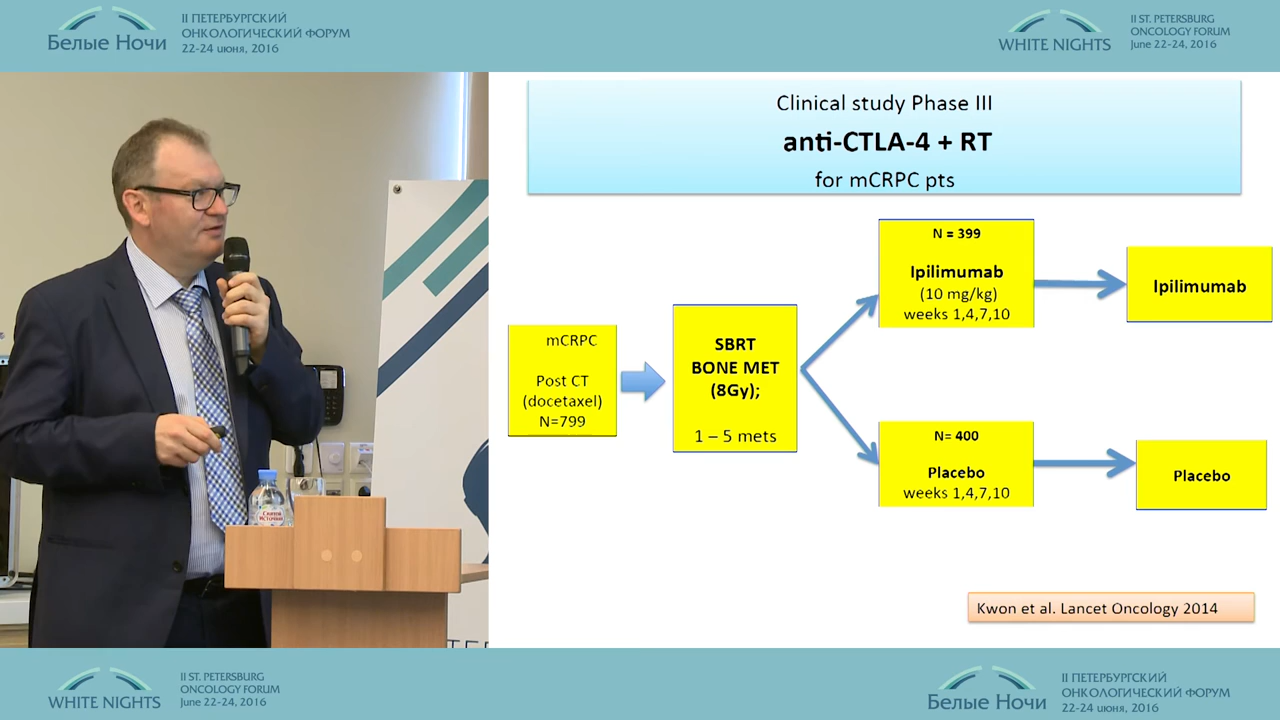 II ПЕТЕРБУРГСКИЙ
ОНКОЛОГИЧЕСКИЙ ФОРУМ
Белые Ночи
22-24 июня, 2016
II ST. PETERSBURG
ONCOLOGY FORUM
WHITE NIGHTS
June 22-24, 2016
Clinical study Phase III
anti-CTLA-4 + RT
for mCRPC pts
mCRPC
Post CT
(docetaxel)
N=799
SBRT
BONE MET
(8Gy);
1 – 5 mets
N = 399
Ipilimumab
(10 mg/kg)
weeks 1,4,7,10
Ipilimumab
N= 400
Placebo
weeks 1,4,7,10
Placebo
Kwon et al. Lancet Oncology 2014
Святой
Источник
II ST. PETERSBURG
ONCOLOGY FORUM
WHITE NIGHTS
June 22-24, 2016
II ПЕТЕРБУРГСКИЙ
ОНКОЛОГИЧЕСКИЙ ФОРУМ
Белые Ночи
22-24 июня, 2016